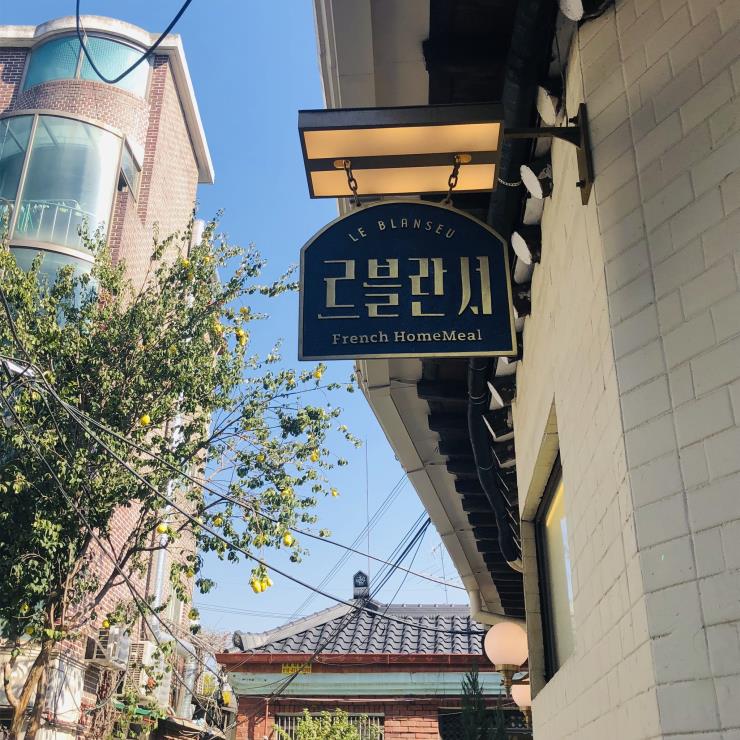 LE BLANSEU
르블란서
French HomeMeal